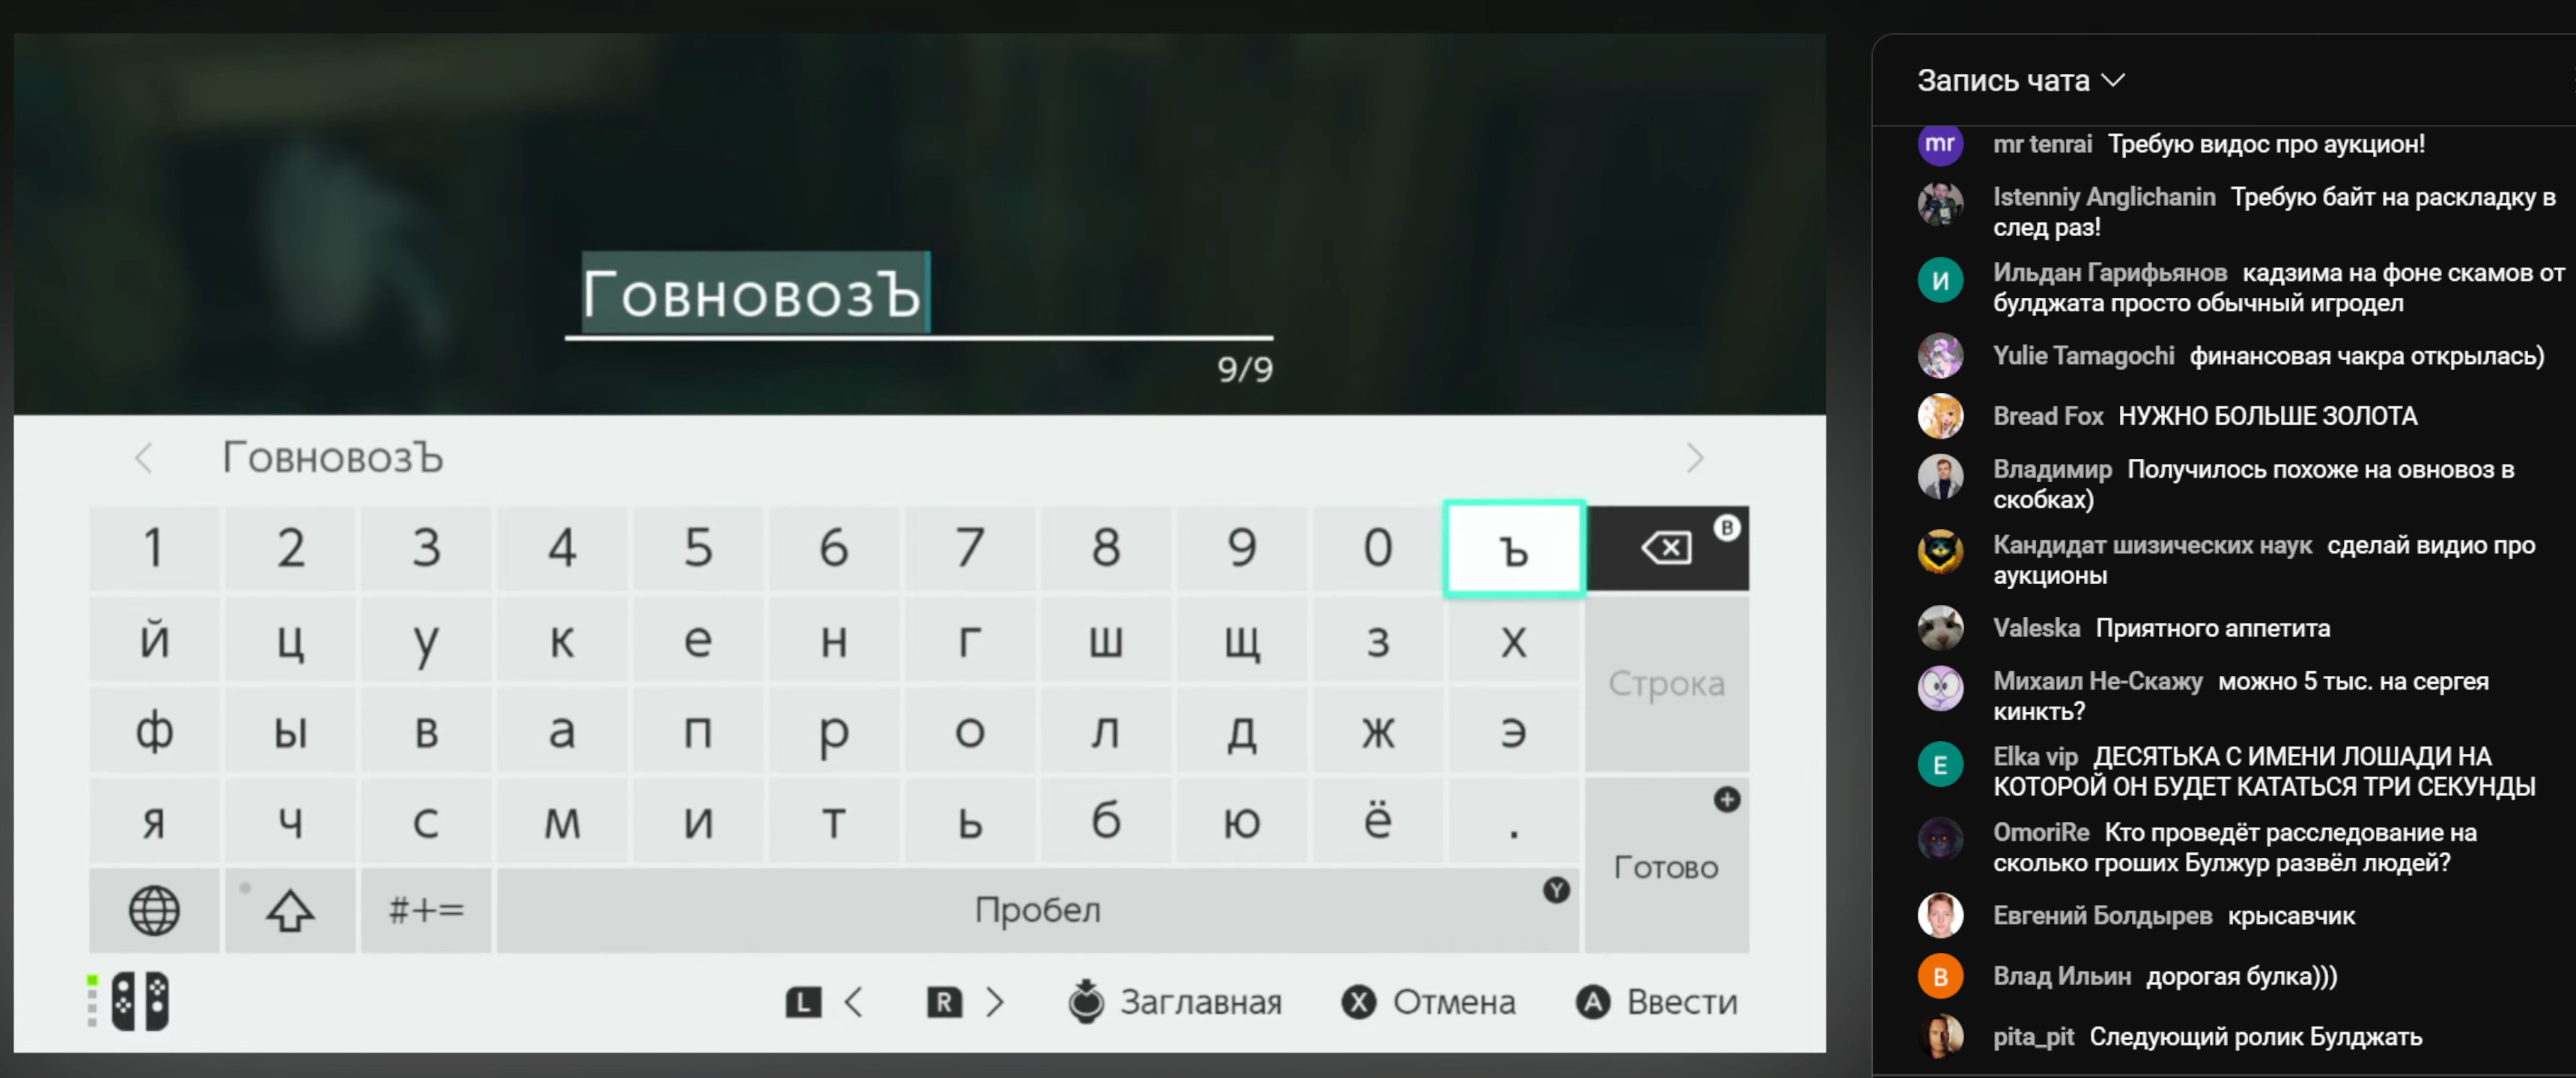 ГовновозЪ
9/9
ГовновозЪ
1 2 3 4 5 6 7 8 9 0 ъ B
й ц у к е н г ш щ з х
Строка
ф ы в а п р о л д ж э
я ч с м и т ь б ю ё .
+
Готово
#+= Пробел Y
L < R > Заглавная X Отмена A Ввести
Запись чата
mr mr tenrai Требую видос про аукцион!
Istenniy Anglichanin Требую байт на раскладку в
след раз!
И Ильдан Гарифьянов кадзима на фоне скамов от
булджата просто обычный игродел
Yulie Tamagochi финансовая чакра открылась)
Bread Fox НУЖНО БОЛЬШЕ ЗОЛОТА
Владимир Получилось похоже на овновоз в
скобках)
Кандидат шизических наук сделай видио про
аукционы
Valeska Приятного аппетита
Михаил Не-Скажу можно 5 тыс. на сергея
кинкть?
E Elka vip ДЕСЯТЬКА С ИМЕНИ ЛОШАДИ НА
КОТОРОЙ ОН БУДЕТ КАТАТЬСЯ ТРИ СЕКУНДЫ
OmoriRe Кто проведёт расследование на
сколько гроших Булжур развёл людей?
Евгений Болдырев крысавчик
В Влад Ильин дорогая булка)))
pita_pit Следующий ролик Булджать